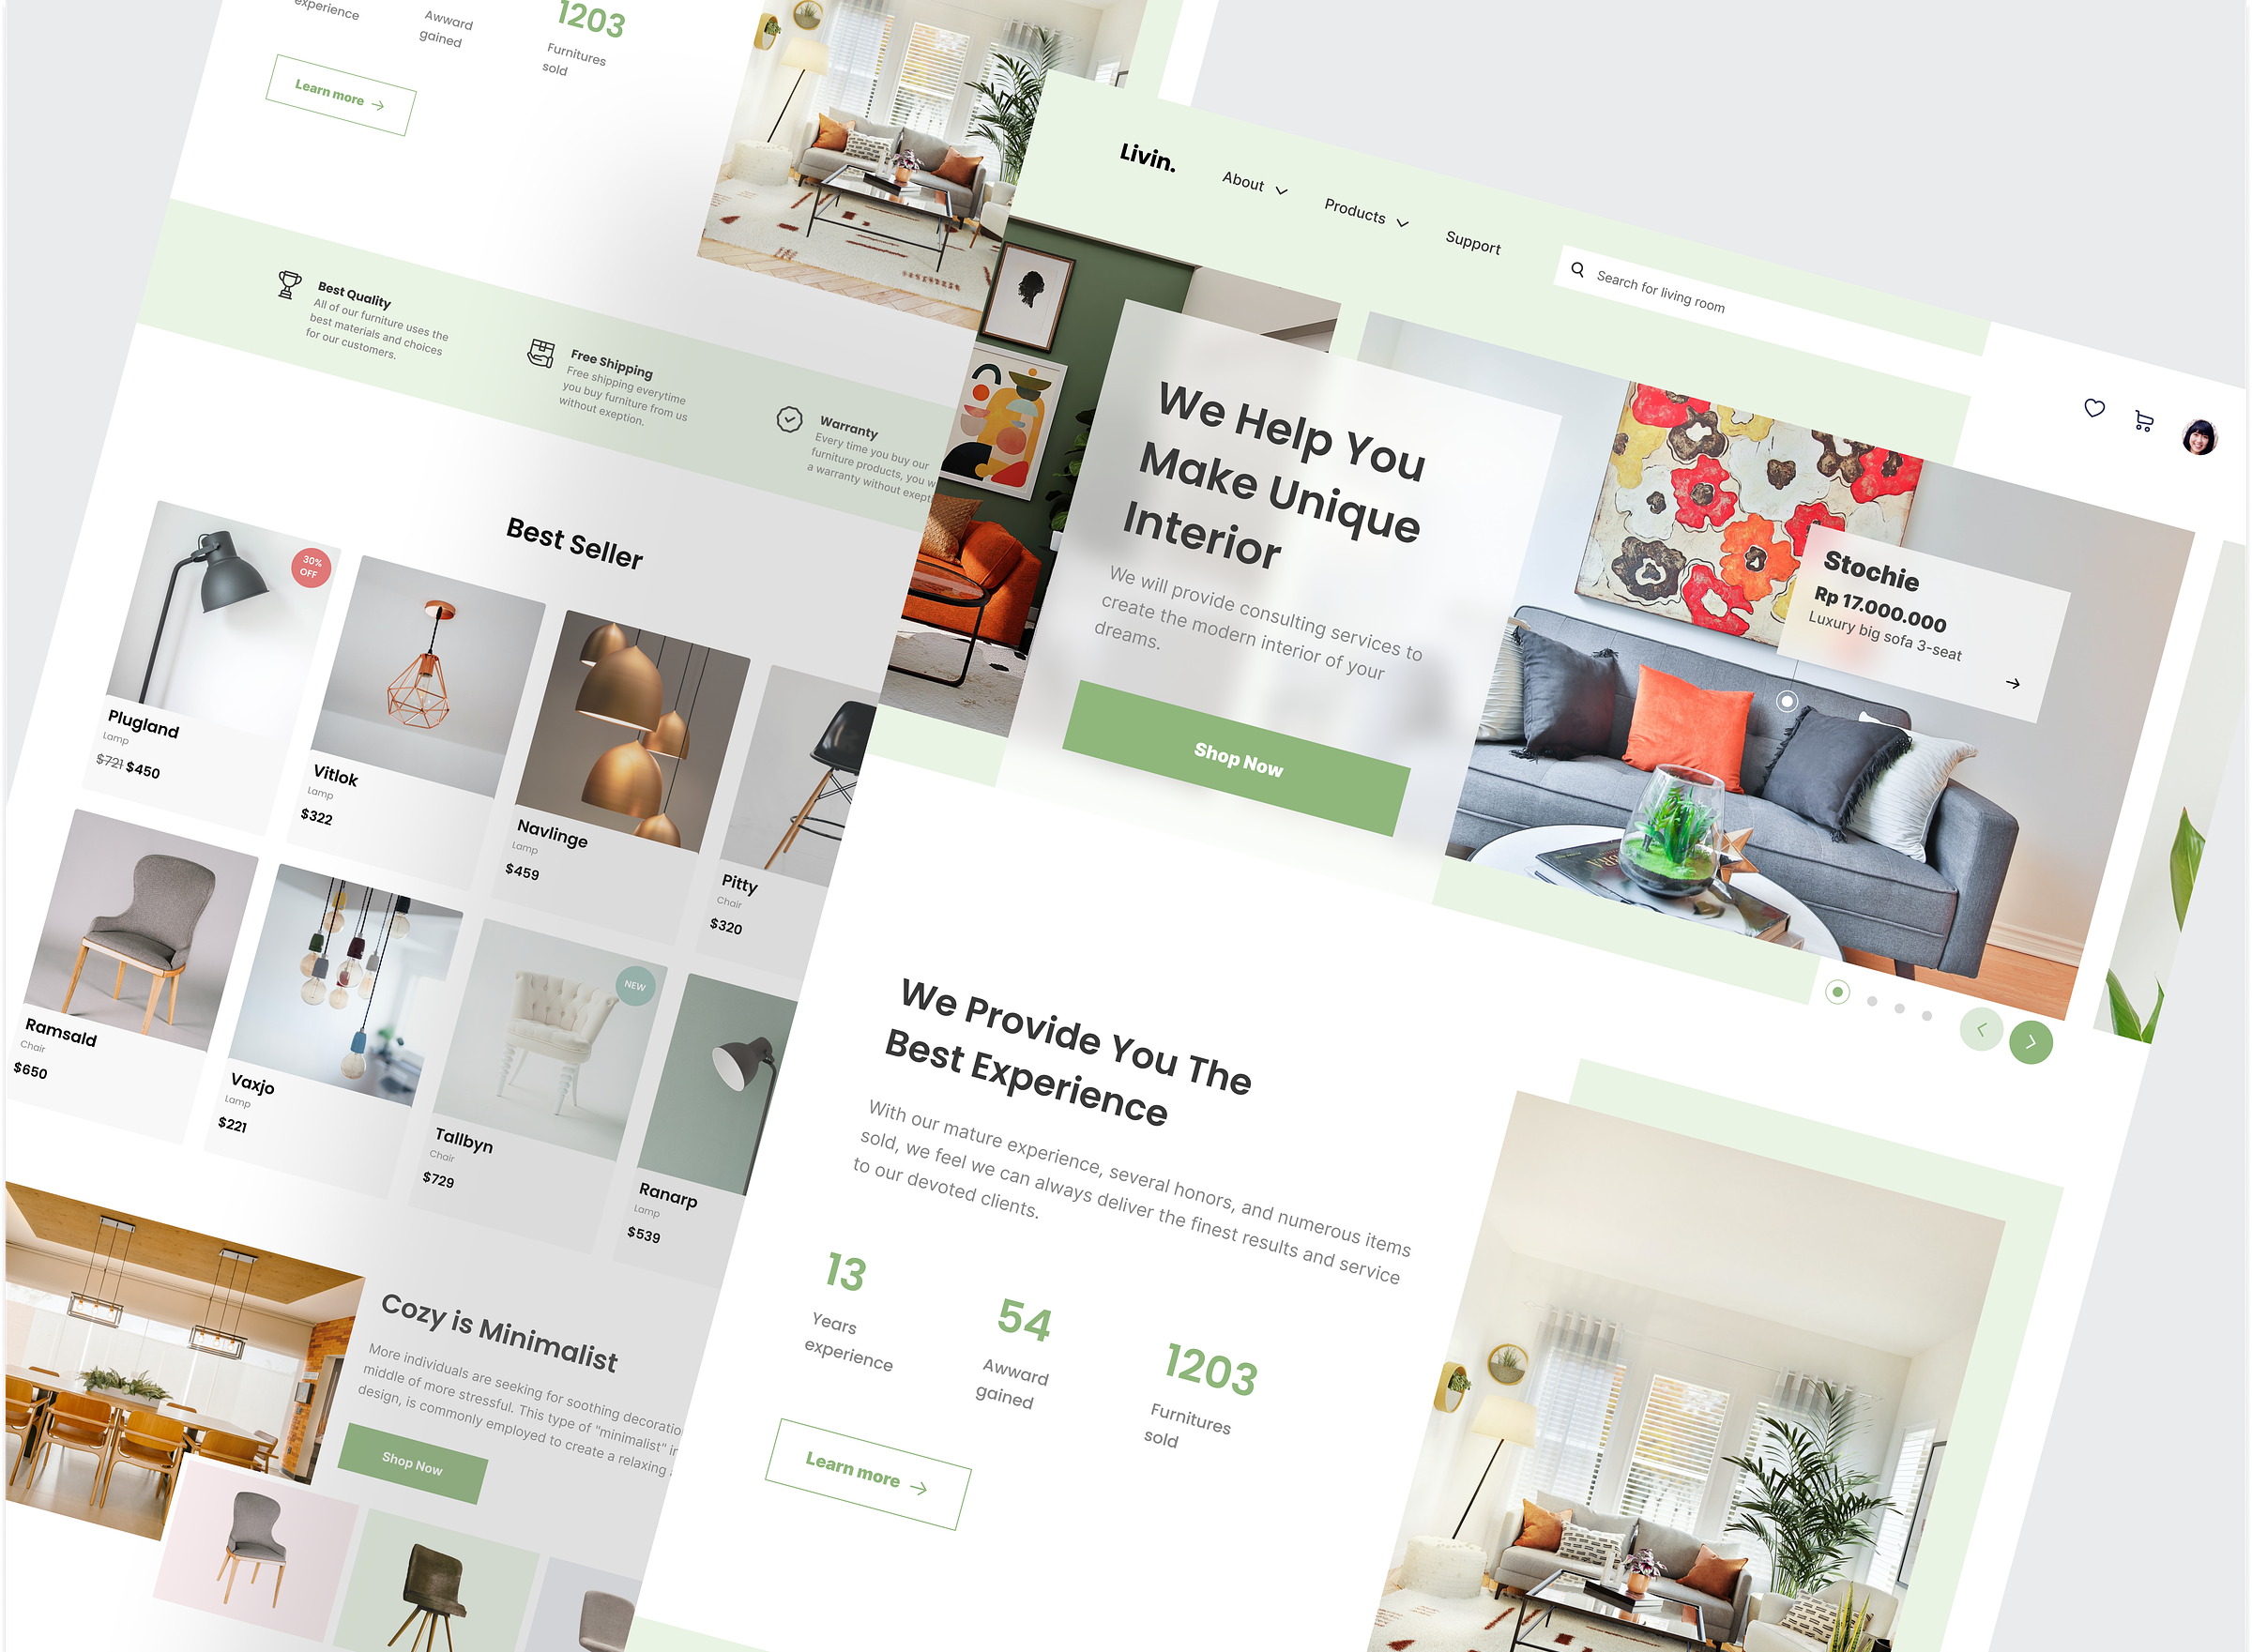 experience
Awward
gained
1203
Furnitures
sold
Learn more
Best Quality
All of our furniture uses the
best materials and choices
for our customers.
Free Shipping
Free shipping everytime
you buy furniture from us
without exeption.
Warranty
Every time you buy our
furniture products, you
a warranty without
Best Seller
30%
OFF
Plugland
Lamp
$721 $450
Vitlok
Lamp
$322
Navlinge
Lamp
$459
Pitty
Chair
$320
Ramsald
Chair
$650
Vaxjo
Lamp
$221
NEW
Tallbyn
Chair
$729
Ranarp
Lamp
$539
Cozy is Minimalist
More individuals are seeking for soothing
middle of more stressful. This type of "minimalist"
design, is commonly employed to create a relaxing
Shop Now
Livin.
About
Products
Support
Search for living room
We Help You
Make Unique
Interior
We will provide consulting services to
create the modern interior of your
dreams.
Shop Now
Stochie
Rp 17.000.000
Luxury big sofa 3-seat
We Provide You The
Best Experience
With our mature experience, several honors, and numerous items
sold, we feel we can always deliver the finest results and service
to our devoted clients.
13
Years
experience
54
Awward
gained
1203
Furnitures
sold
Learn more